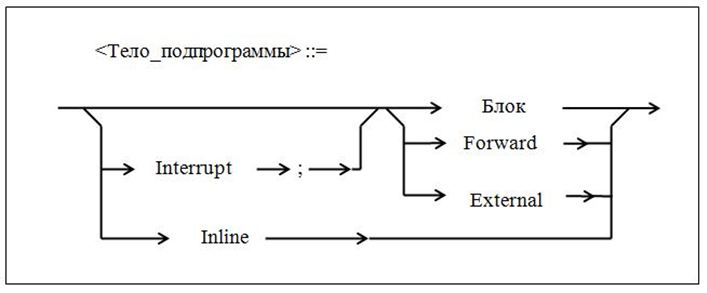 <Тело_подпрограммы> ::=
Блок
Forward
Interrupt ;
External
Inline